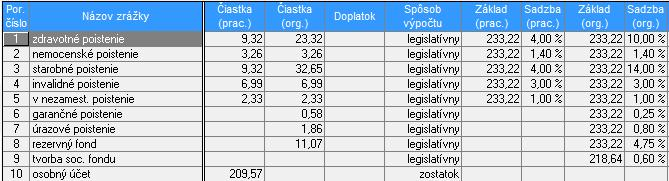 Por. číslo Názov zrážky Čiastka (prac.) Čiastka (org.) Doplatok Spôsob výpočtu Základ (prac.) Sadzba (prac.) Základ (org.) Sadzba (org.)
1 zdravotné poistenie 9,32 23,32 legislatívny 233,22 4,00 % 233,22 10,00 %
2 nemocenské poistenie 3,26 3,26 legislatívny 233,22 1,40 % 233,22 1,40 %
3 starobné poistenie 9,32 32,65 legislatívny 233,22 4,00 % 233,22 14,00 %
4 invalidné poistenie 6,99 6,99 legislatívny 233,22 3,00 % 233,22 3,00 %
5 v nezamest. poistenie 2,33 2,33 legislatívny 233,22 1,00 % 233,22 1,00 %
6 garančné poistenie 0,58 legislatívny 233,22 0,25 %
7 úrazové poistenie 1,86 legislatívny 233,22 0,80 %
8 rezervný fond 11,07 legislatívny 233,22 4,75 %
9 tvorba soc. fondu legislatívny 218,64 0,60 %
10 osobný účet 209,57 zostatok